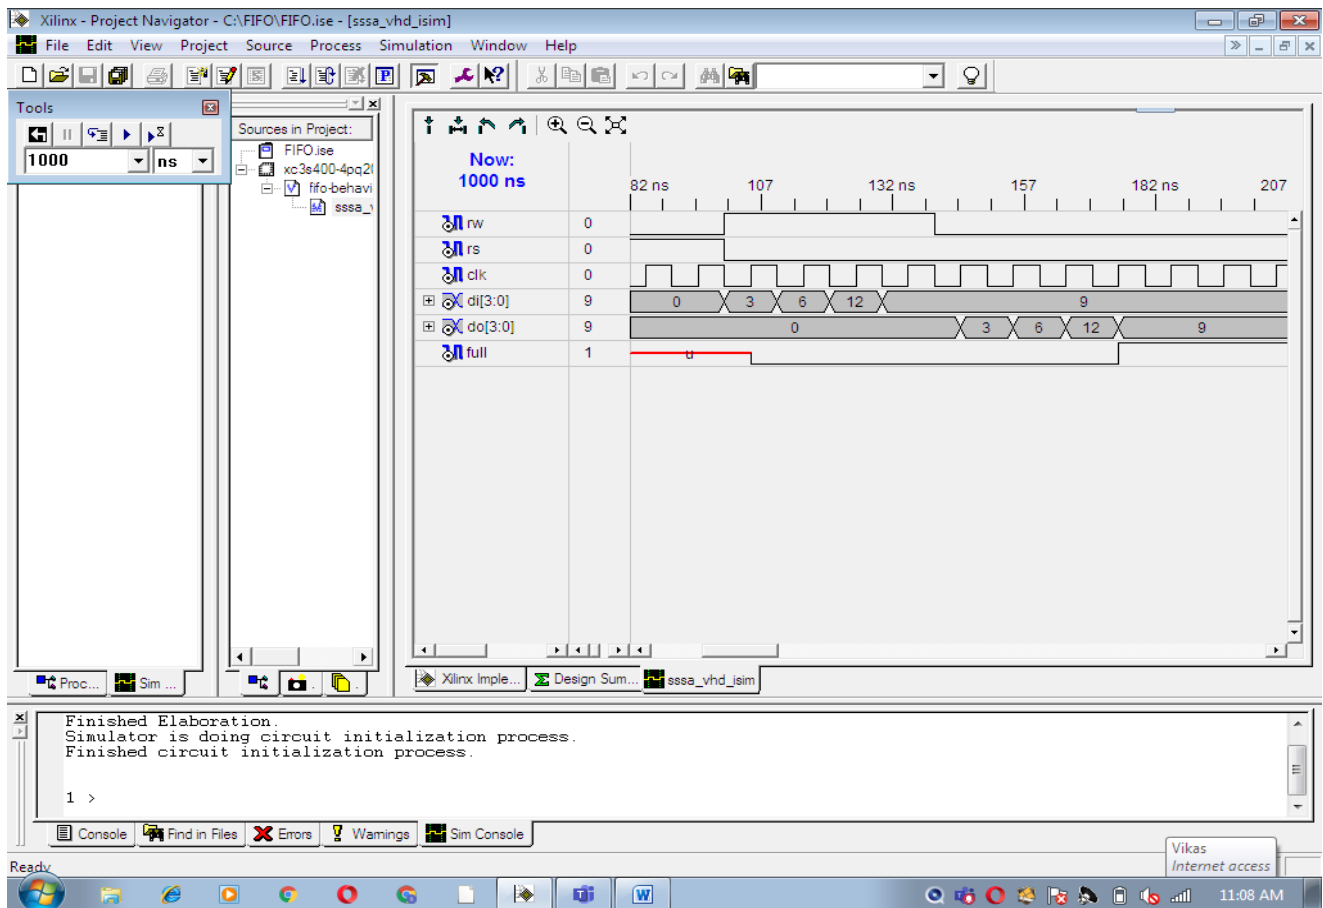 Xilinx - Project Navigator - C:\FIFO\FIFO.ise - [sssa_vhd_isim]
File Edit View Project Source Process Simulation Window Help
Tools
1000 ns
Sources in Project:
FIFO.ise
xc3s400-4pq2
fifo-behavi
sssa_
Now:
1000 ns
82 ns 107 132 ns 157 182 ns 207
rw 0
rs 0
clk 0
di[3:0] 9 0 3 6 12 9
do[3:0] 9 0 3 6 12 9
full 1 u
Proc... Sim ...
Xilinx Imple... Design Sum... sssa_vhd_isim
Finished Elaboration.
Simulator is doing circuit initialization process.
Finished circuit initialization process.
1 >
Console Find in Files Errors Warnings Sim Console
Ready
Vikas
Internet access
11:08 AM